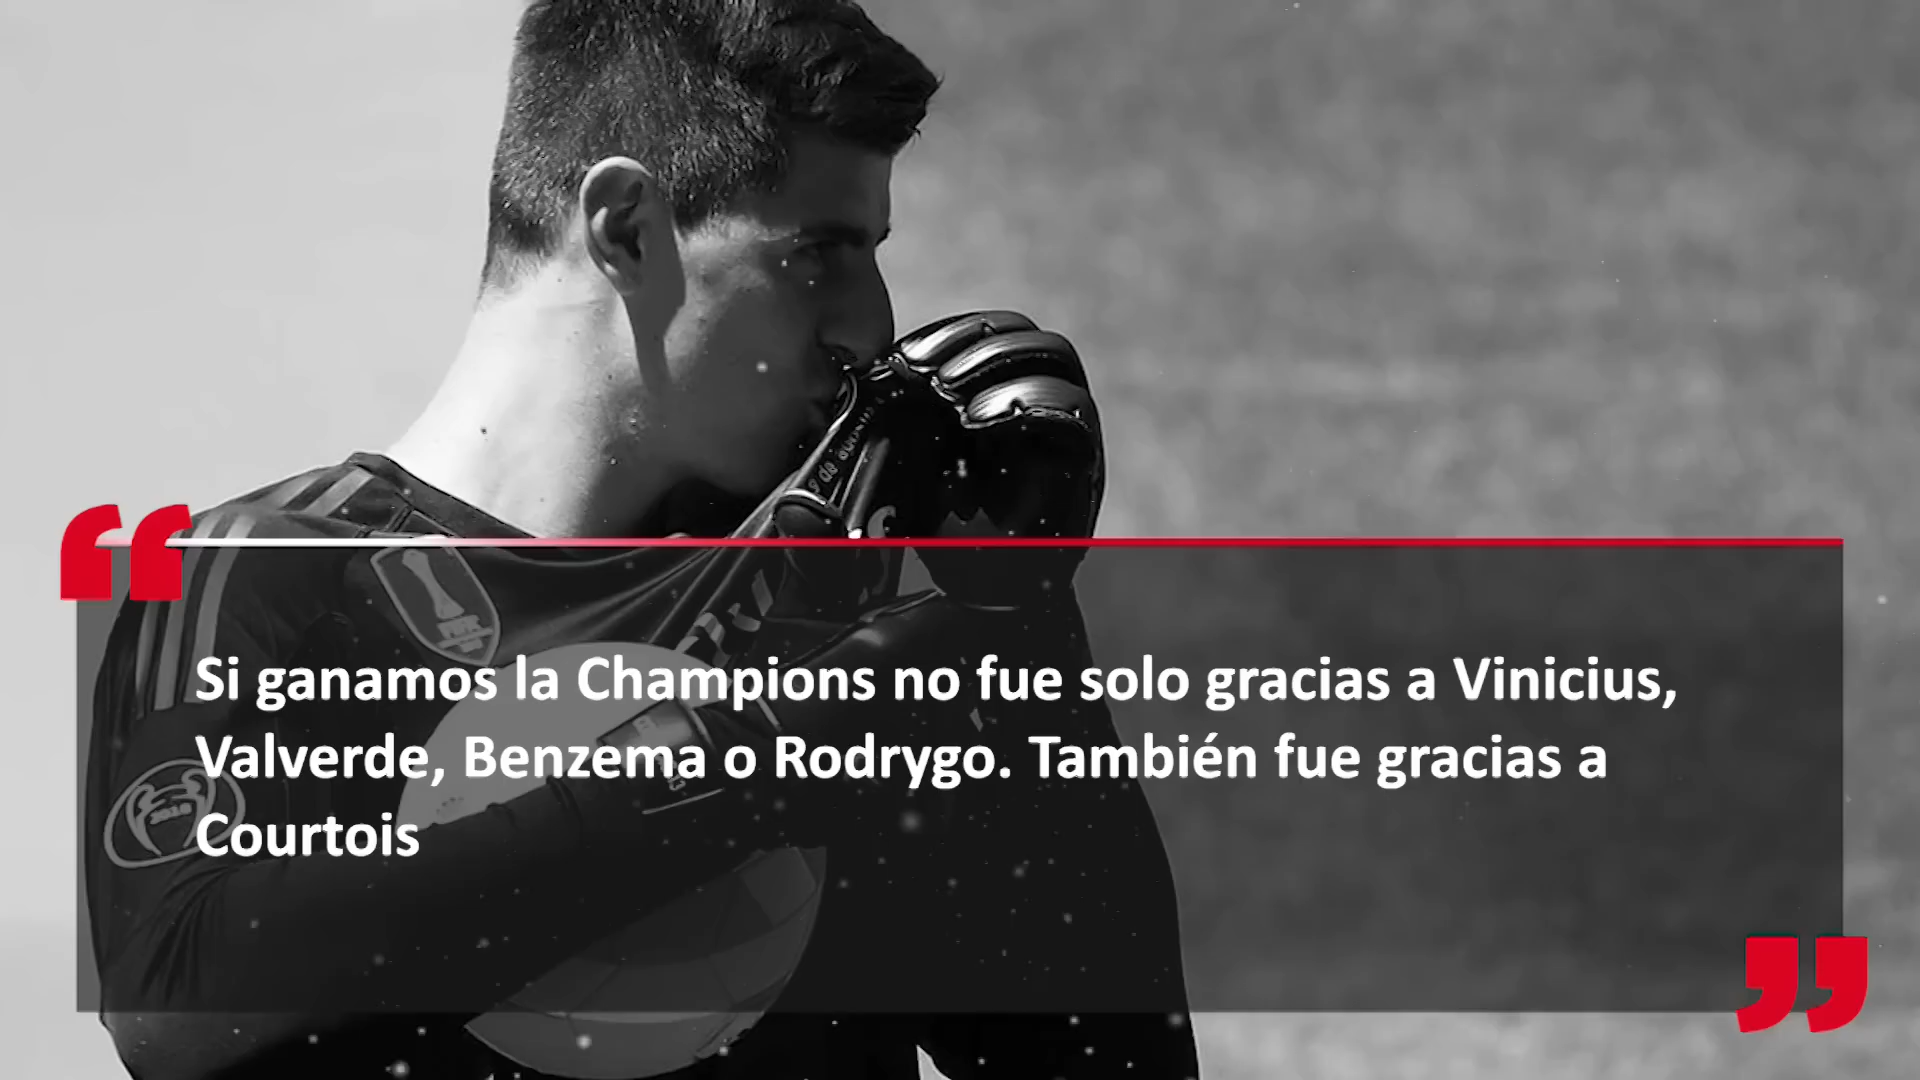 Si ganamos la Champions no fue solo gracias a Vinicius,
Valverde, Benzema o Rodrygo. También fue gracias a
Courtois